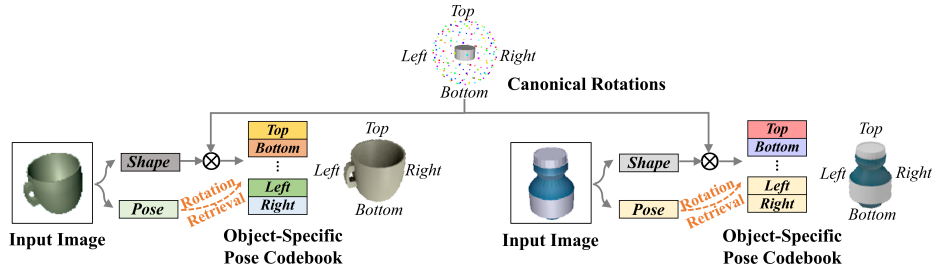 Top
Left
Right
Bottom
Canonical Rotations
Shape
Pose
Rotation
Retrieval
Top
Bottom
Left
Right
Top
Left
Right
Bottom
Input Image
Object-Specific
Pose Codebook
Shape
Pose
Rotation
Retrieval
Top
Bottom
Left
Right
Top
Left
Right
Bottom
Input Image
Object-Specific
Pose Codebook